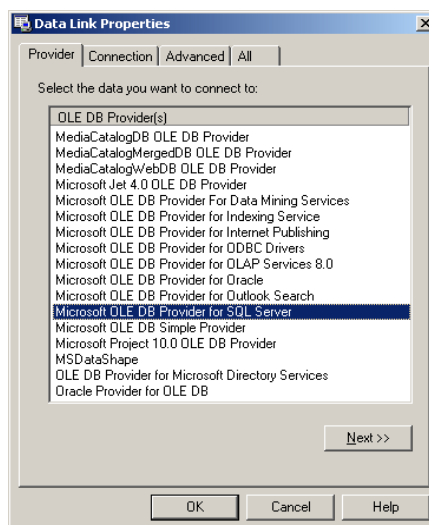 Data Link Properties
Provider Connection Advanced All
Select the data you want to connect to:
OLE DB Provider(s)
MediaCatalogDB OLE DB Provider
MediaCatalogMergedDB OLE DB Provider
MediaCatalogWebDB OLE DB Provider
Microsoft Jet 4.0 OLE DB Provider
Microsoft OLE DB Provider For Data Mining Services
Microsoft OLE DB Provider for Indexing Service
Microsoft OLE DB Provider for Internet Publishing
Microsoft OLE DB Provider for ODBC Drivers
Microsoft OLE DB Provider for OLAP Services 8.0
Microsoft OLE DB Provider for Oracle
Microsoft OLE DB Provider for Outlook Search
Microsoft OLE DB Provider for SQL Server
Microsoft OLE DB Simple Provider
Microsoft Project 10.0 OLE DB Provider
MSDataShape
OLE DB Provider for Microsoft Directory Services
Oracle Provider for OLE DB
Next >>
OK Cancel Help